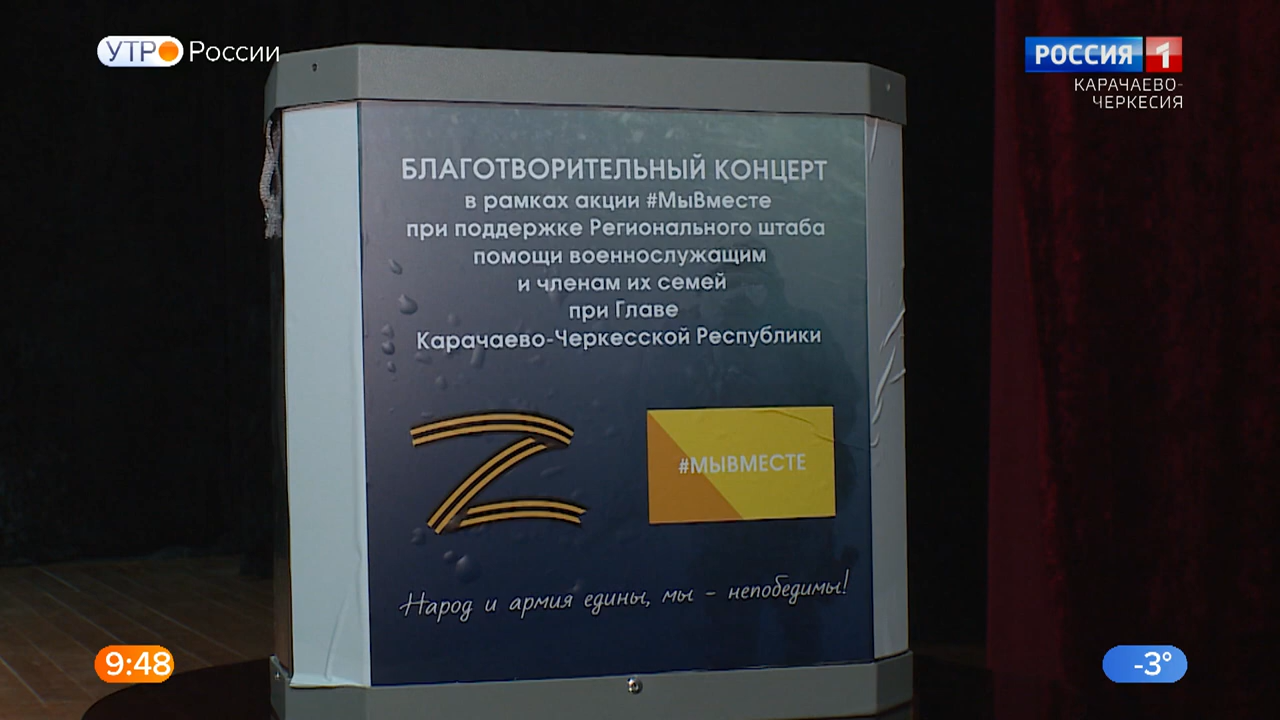 УТРО России
РОССИЯ 1
КАРАЧАЕВО-
ЧЕРКЕСИЯ
БЛАГОТВОРИТЕЛЬНЫЙ КОНЦЕРТ
в рамках акции #МыВместе
при поддержке Регионального штаба
помощи военнослужащим
и членам их семей
при Главе
Карачаево-Черкесской Республики
Z
#МЫВМЕСТЕ
Народ и армия едины, мы - непобедимы!
9:48
-3°